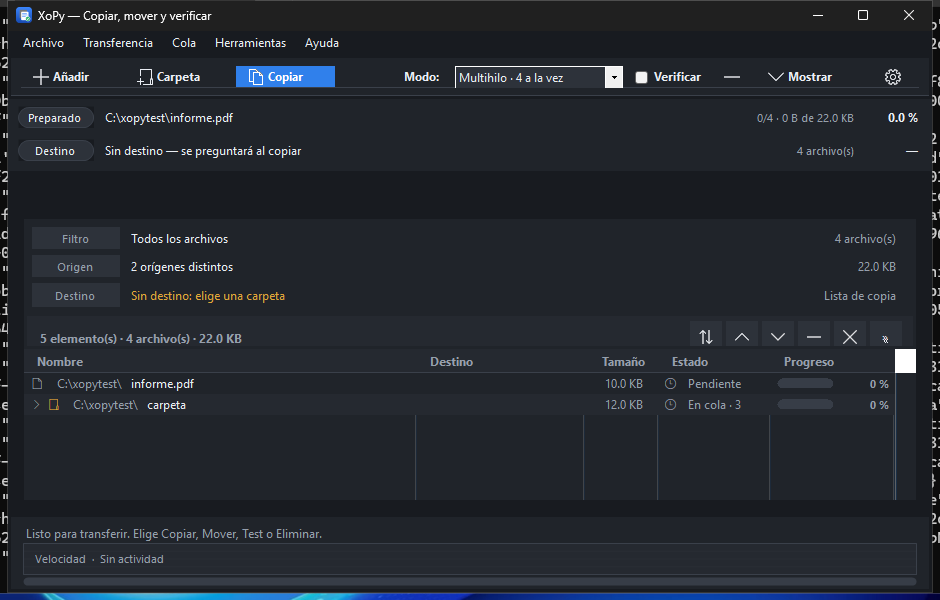 XoPy — Copiar, mover y verificar
Archivo Transferencia Cola Herramientas Ayuda
Añadir Carpeta Copiar Modo: Multihilo · 4 a la vez Verificar Mostrar
Preparado C:\xopytest\informe.pdf 0/4 · 0 B de 22.0 KB 0.0 %
Destino Sin destino — se preguntará al copiar 4 archivo(s) —
Filtro Todos los archivos 4 archivo(s)
Origen 2 orígenes distintos 22.0 KB
Destino Sin destino: elige una carpeta Lista de copia
5 elemento(s) · 4 archivo(s) · 22.0 KB
Nombre Destino Tamaño Estado Progreso
C:\xopytest\ informe.pdf 10.0 KB Pendiente 0 %
C:\xopytest\ carpeta 12.0 KB En cola · 3 0 %
Listo para transferir. Elige Copiar, Mover, Test o Eliminar.
Velocidad · Sin actividad